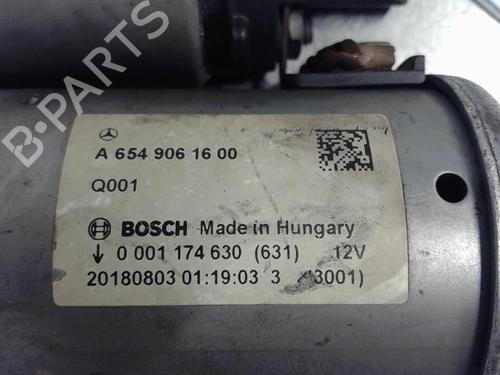 B-PARTS
A 654 906 16 00
Q001
BOSCH Made in Hungary
↓ 0 001 174 630 (631) 12V
20180803 01:19:03 3 3001)